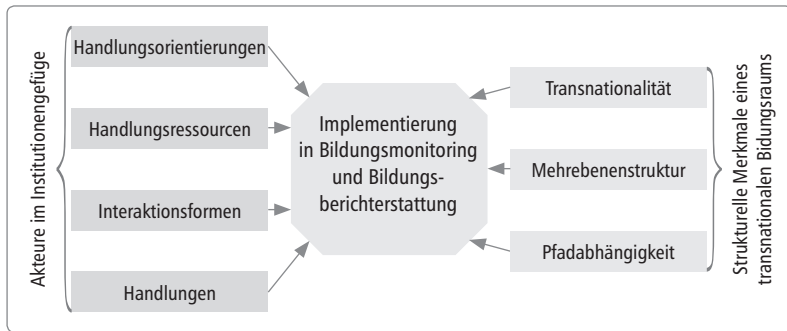 Akteure im Institutionengefüge
Handlungsorientierungen
Handlungsressourcen
Interaktionsformen
Handlungen
Implementierung
in Bildungsmonitoring
und Bildungs-
berichterstattung
Transnationalität
Mehrebenenstruktur
Pfadabhängigkeit
Strukturelle Merkmale eines
transnationalen Bildungsraums